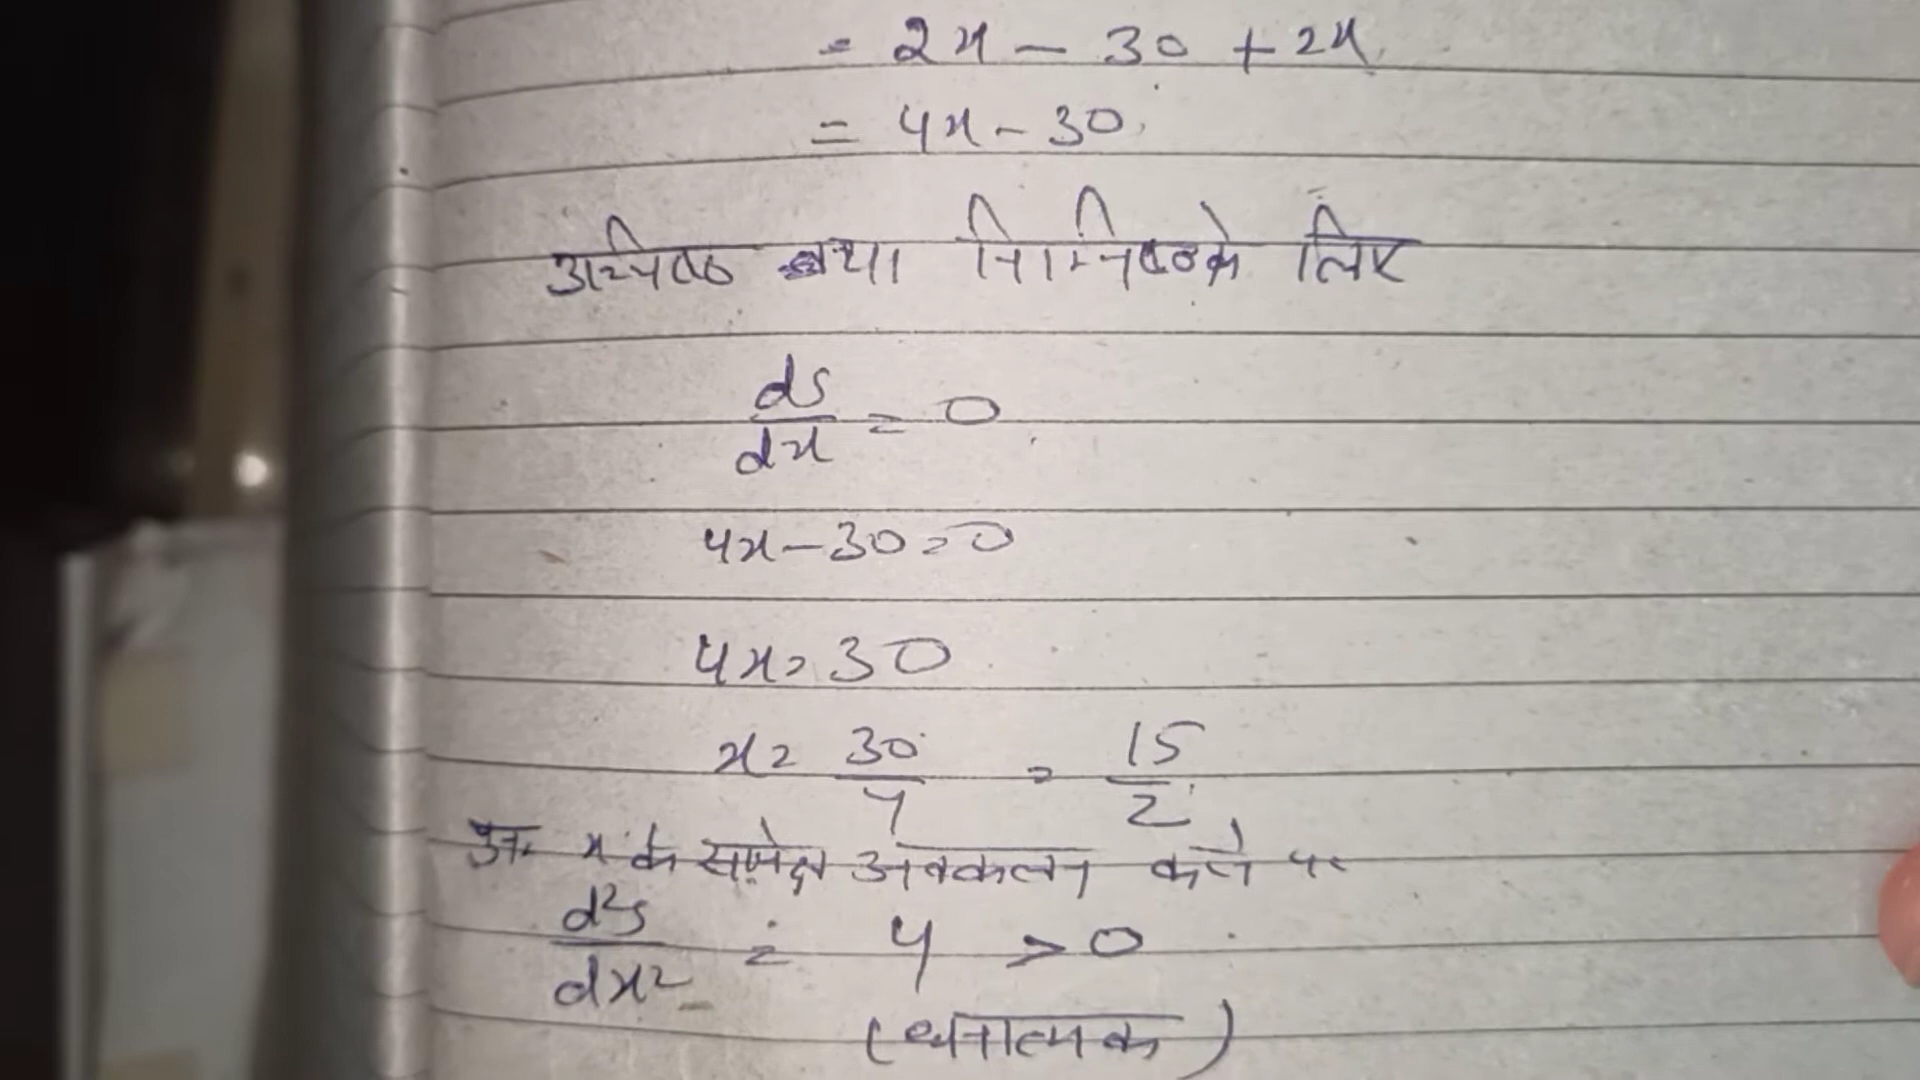 = 2x - 30 + 2x
= 4x - 30
उच्चिष्ठ तथा निम्निष्ठ के लिए
ds/dx = 0
4x - 30 = 0
4x = 30
x = 30/4 = 15/2
पुनः x के सापेक्ष अवकलन करने पर
d²s/dx² = 4 > 0
(धनात्मक)